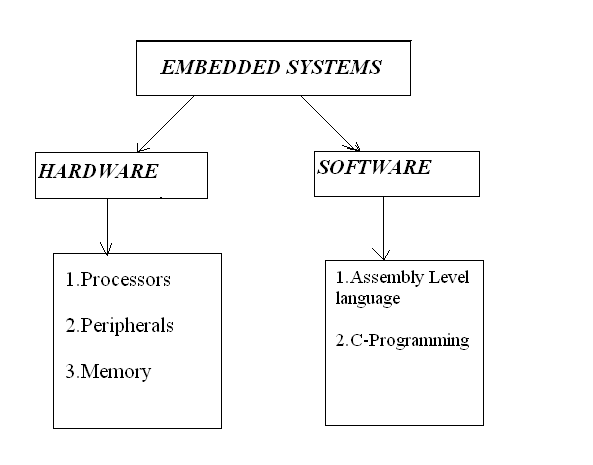 EMBEDDED SYSTEMS
HARDWARE
SOFTWARE
1.Processors
2.Peripherals
3.Memory
1.Assembly Level
language
2.C-Programming